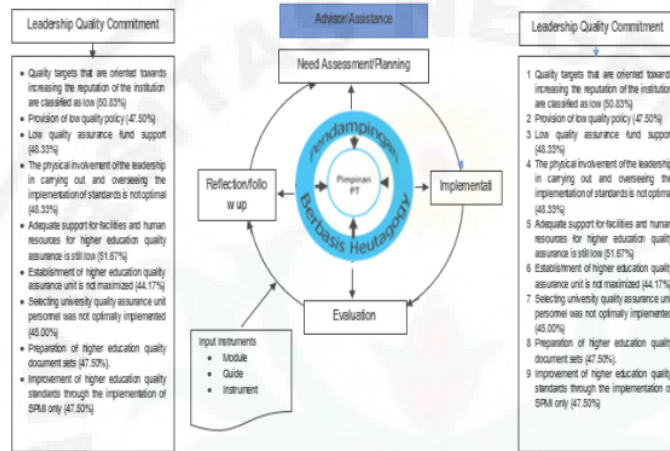 Leadership Quality Commitment
• Quality targets that are oriented towards
increasing the reputation of the institution
are classified as low (50.83%)
• Provision of low quality policy (47.50%)
• Low quality assurance fund support
(48.33%)
• The physical involvement of the leadership
in carrying out and overseeing the
implementation of standards is not optimal
(48.33%)
• Adequate support for facilities and human
resources for higher education quality
assurance is still low (51.67%)
• Establishment of higher education quality
assurance unit is not maximized (44.17%)
• Selecting university quality assurance unit
personnel was not optimally implemented
(45.00%)
• Preparation of higher education quality
document sets (47.50%).
• Improvement of higher education quality
standards through the implementation of
SPMI only (47.50%)
Advisor/Assistance
Need Assessment/Planning
Pendampingan
Berbasis Heutagogy
Pimpinan
PT
Reflection/follo
w up
Implementati
Evaluation
Input Instruments
• Module
• Guide
• Instrument
Leadership Quality Commitment
1 Quality targets that are oriented towards
increasing the reputation of the institution
are classified as low (50.83%)
2 Provision of low quality policy (47.50%)
3 Low quality assurance fund support
(48.33%)
4 The physical involvement of the leadership
in carrying out and overseeing the
implementation of standards is not optimal
(48.33%)
5 Adequate support for facilities and human
resources for higher education quality
assurance is still low (51.67%)
6 Establishment of higher education quality
assurance unit is not maximized (44.17%)
7 Selecting university quality assurance unit
personnel was not optimally implemented
(45.00%)
8 Preparation of higher education quality
document sets (47.50%).
9 Improvement of higher education quality
standards through the implementation of
SPMI only (47.50%)